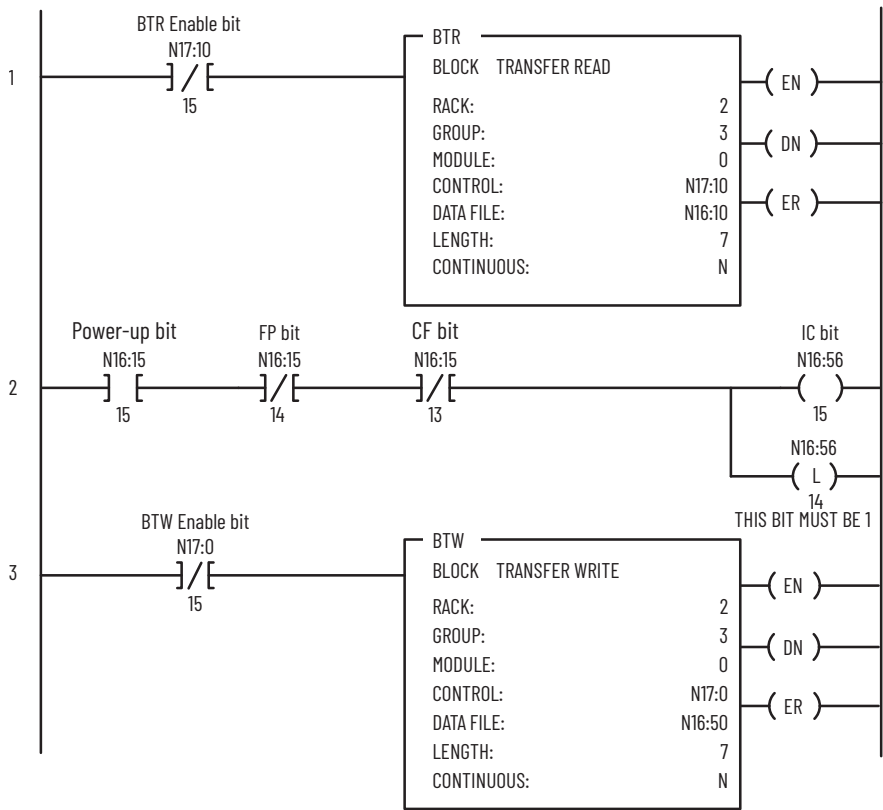 BTR Enable bit
N17:10
1
] / [
15
BTR
BLOCK TRANSFER READ
RACK: 2
GROUP: 3
MODULE: 0
CONTROL: N17:10
DATA FILE: N16:10
LENGTH: 7
CONTINUOUS: N
EN
DN
ER
Power-up bit FP bit CF bit IC bit
N16:15 N16:15 N16:15 N16:56
2
] [ ] / [ ] / [ ( )
15 14 13 15
N16:56
L
14
THIS BIT MUST BE 1
BTW Enable bit
N17:0
3
] / [
15
BTW
BLOCK TRANSFER WRITE
RACK: 2
GROUP: 3
MODULE: 0
CONTROL: N17:0
DATA FILE: N16:50
LENGTH: 7
CONTINUOUS: N
EN
DN
ER